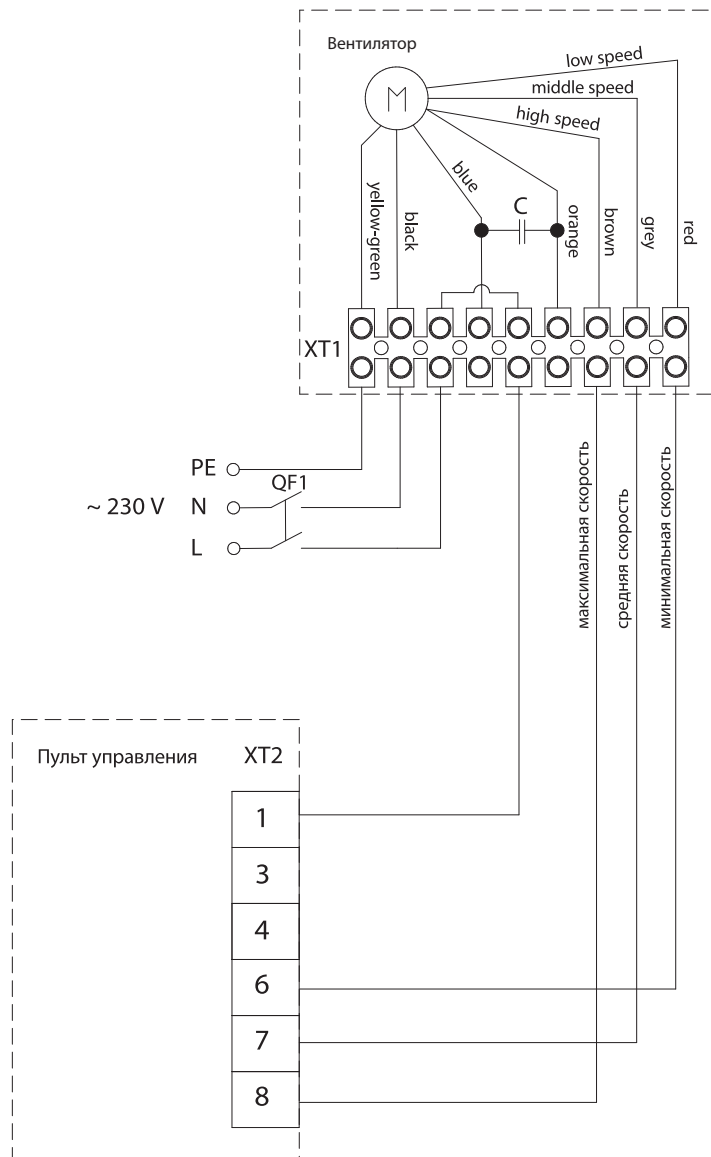 Вентилятор
M
low speed
middle speed
high speed
yellow-green
black
blue
C
orange
brown
grey
red
XT1
PE
QF1
~ 230 V N
L
максимальная скорость
средняя скорость
минимальная скорость
Пульт управления XT2
1
3
4
6
7
8